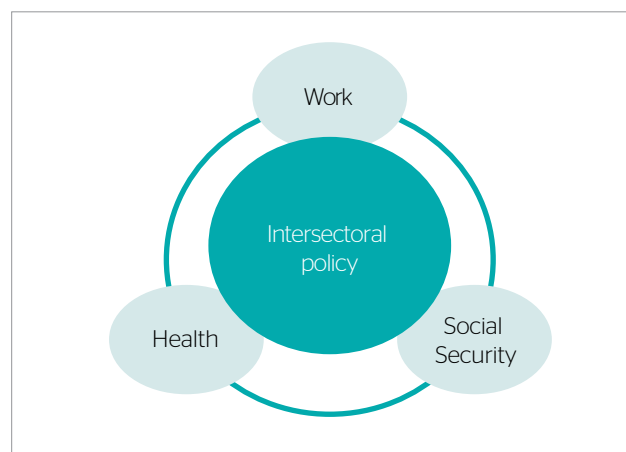 Work
Intersectoral
policy
Health
Social
Security